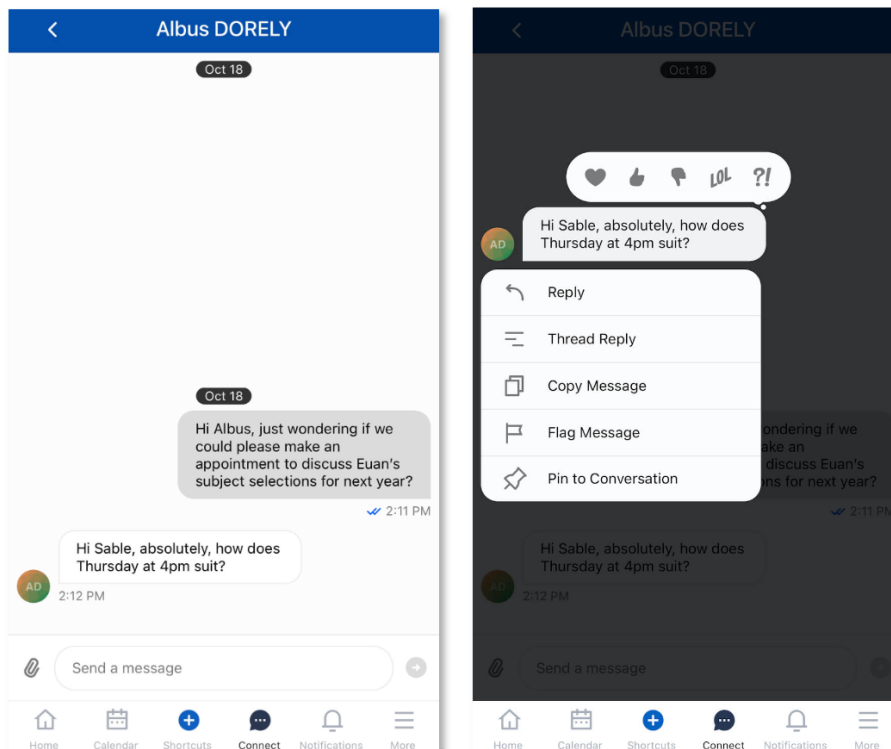 Albus DORELY
Oct 18
Oct 18
Hi Albus, just wondering if we
could please make an
appointment to discuss Euan's
subject selections for next year?
2:11 PM
Hi Sable, absolutely, how does
Thursday at 4pm suit?
AD
2:12 PM
Send a message
Home
Calendar
Shortcuts
Connect
Notifications
More
Albus DORELY
Oct 18
LOL
?!
Hi Sable, absolutely, how does
Thursday at 4pm suit?
AD
Reply
Thread Reply
Copy Message
Flag Message
Pin to Conversation
ondering if we
ake an
discuss Euan's
ns for next year?
2:11 PM
Hi Sable, absolutely, how does
Thursday at 4pm suit?
AD
2:12 PM
Send a message
Home
Calendar
Shortcuts
Connect
Notifications
More